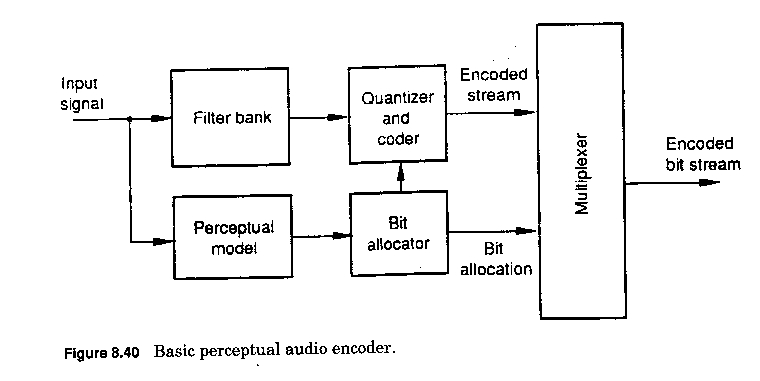 Input
signal
Filter bank
Quantizer
and
coder
Encoded
stream
Multiplexer
Encoded
bit stream
Perceptual
model
Bit
allocator
Bit
allocation
Figure 8.40 Basic perceptual audio encoder.